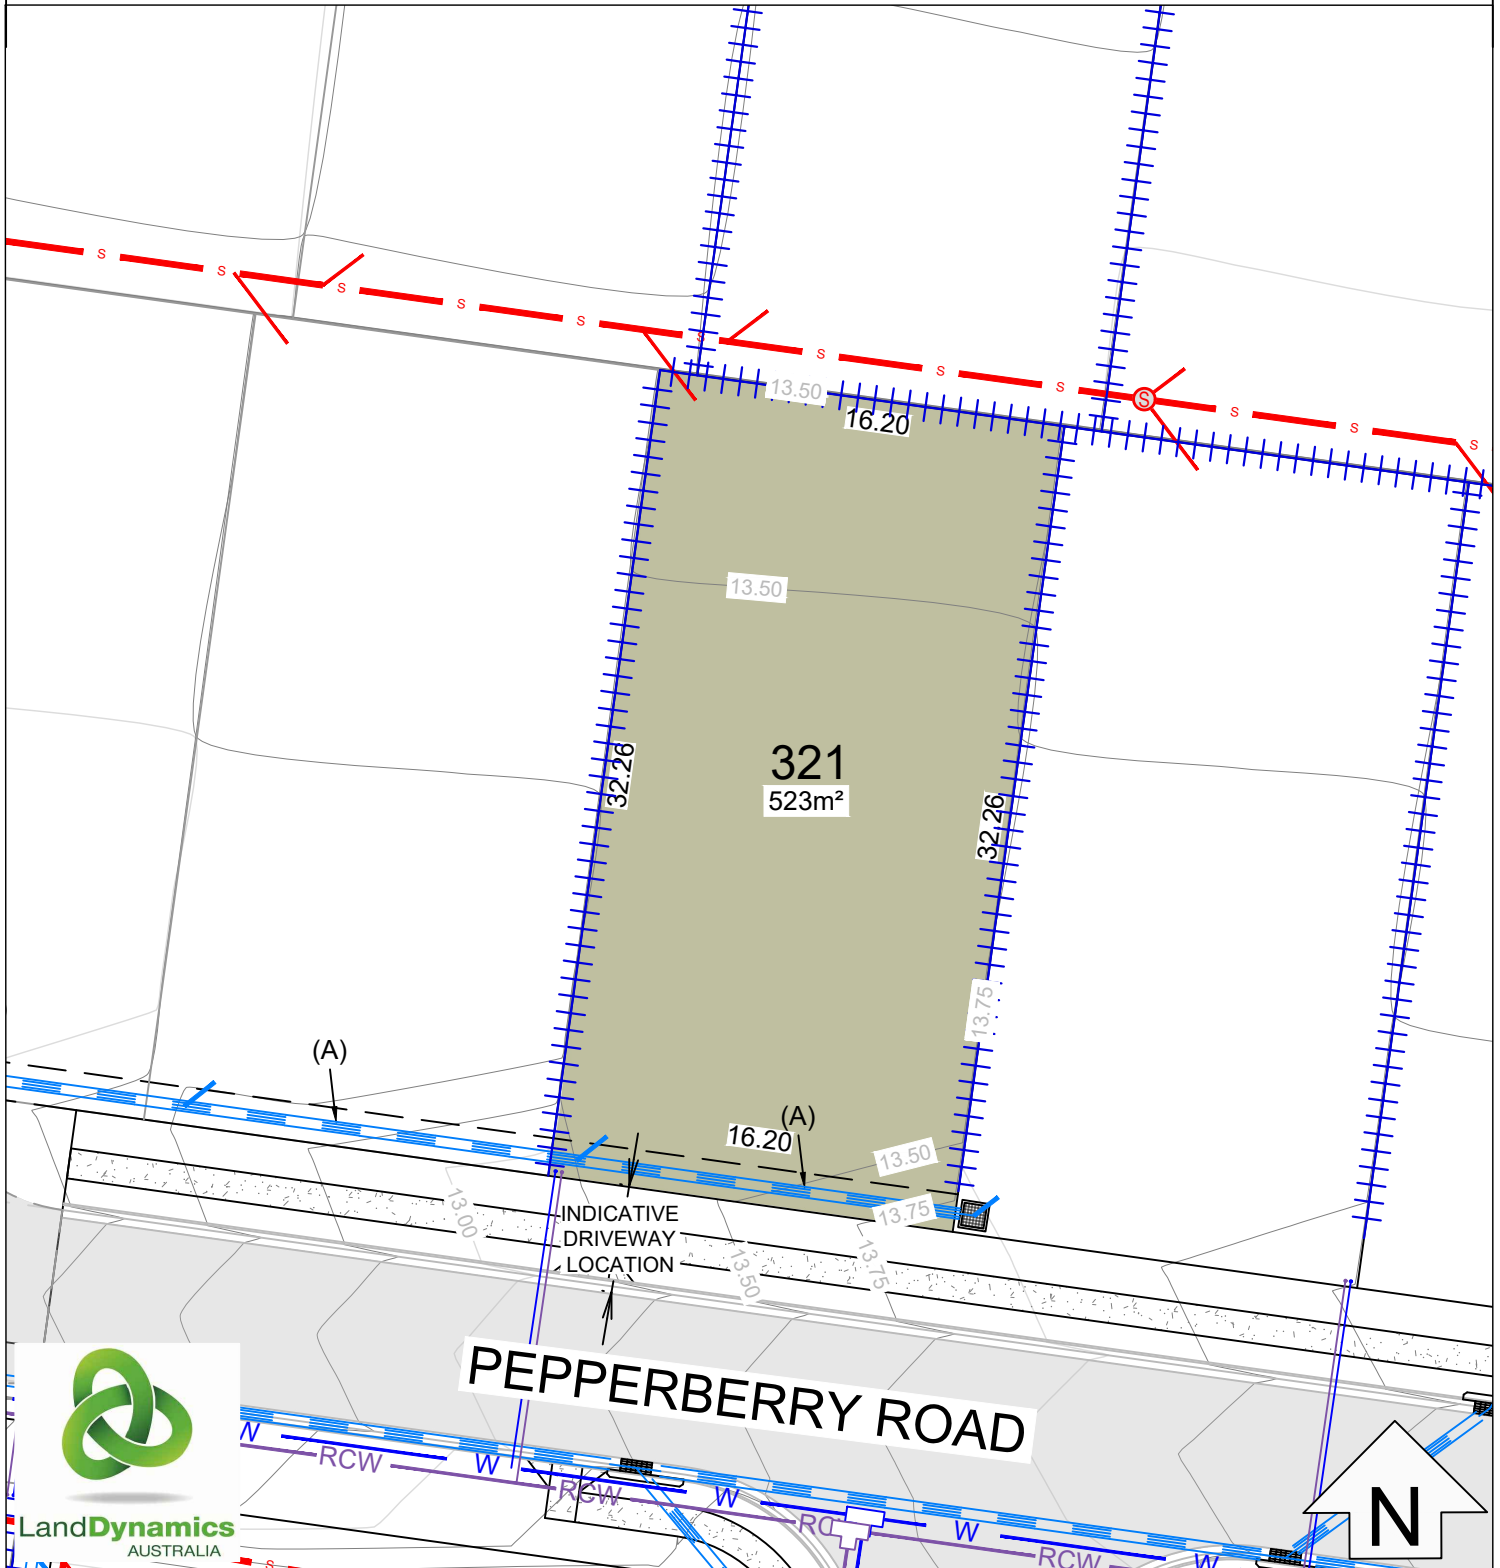 S
S
S
S
S
S
S
S
S
S
S
S
S
S
13.50
16.20
13.50
321
523m²
32.26
32.26
13.75
(A)
(A)
16.20
13.50
13.75
13.00
INDICATIVE
DRIVEWAY
LOCATION
13.50
13.75
PEPPERBERRY ROAD
W
RCW
W
RCW
W
RC
W
RCW
W
N
LandDynamics
AUSTRALIA
S